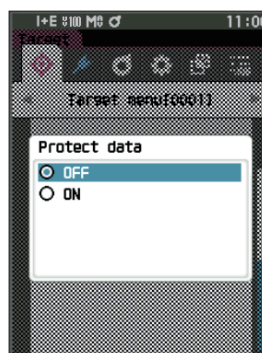 I+E 100 M 11:0
Target
Target menu[0001]
Protect data
OFF
ON